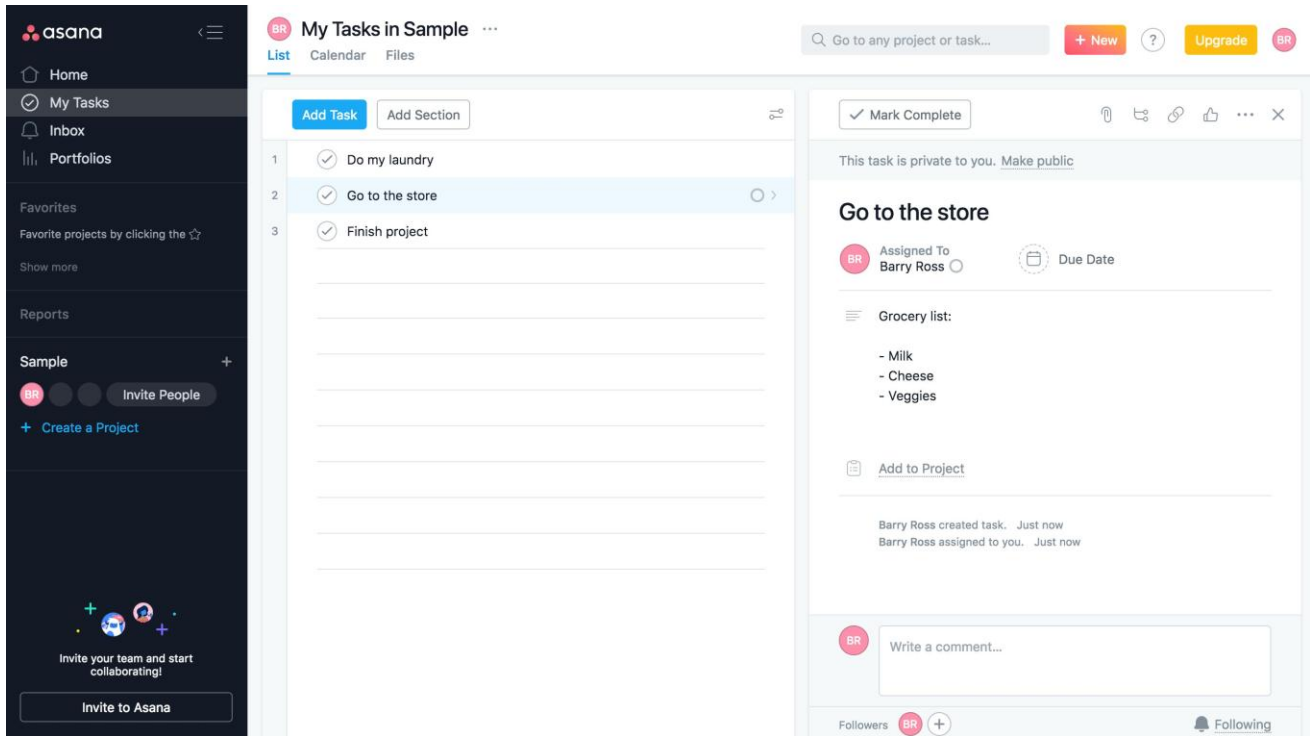 asana
Home
My Tasks
Inbox
Portfolios
Favorites
Favorite projects by clicking the
Show more
Reports
Sample
+
BR
Invite People
+ Create a Project
Invite your team and start
collaborating!
Invite to Asana
BR
My Tasks in Sample ...
List Calendar Files
Go to any project or task...
+ New
?
Upgrade
BR
Add Task
Add Section
1 Do my laundry
2 Go to the store
3 Finish project
Mark Complete
This task is private to you. Make public
Go to the store
BR
Assigned To
Barry Ross
Due Date
Grocery list:
- Milk
- Cheese
- Veggies
Add to Project
Barry Ross created task. Just now
Barry Ross assigned to you. Just now
BR
Write a comment...
Followers BR +
Following